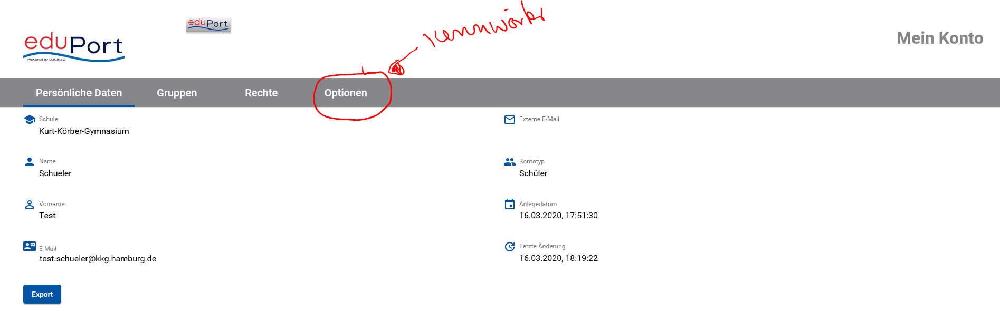 eduPort
Kennwörter
eduPort
Powered by LOGINEO
Mein Konto
Persönliche Daten Gruppen Rechte Optionen
Schule
Kurt-Körber-Gymnasium
Externe E-Mail
Name
Schueler
Kontotyp
Schüler
Vorname
Test
Anlegedatum
16.03.2020, 17:51:30
E-Mail
test.schueler@kkg.hamburg.de
Letzte Änderung
16.03.2020, 18:19:22
Export